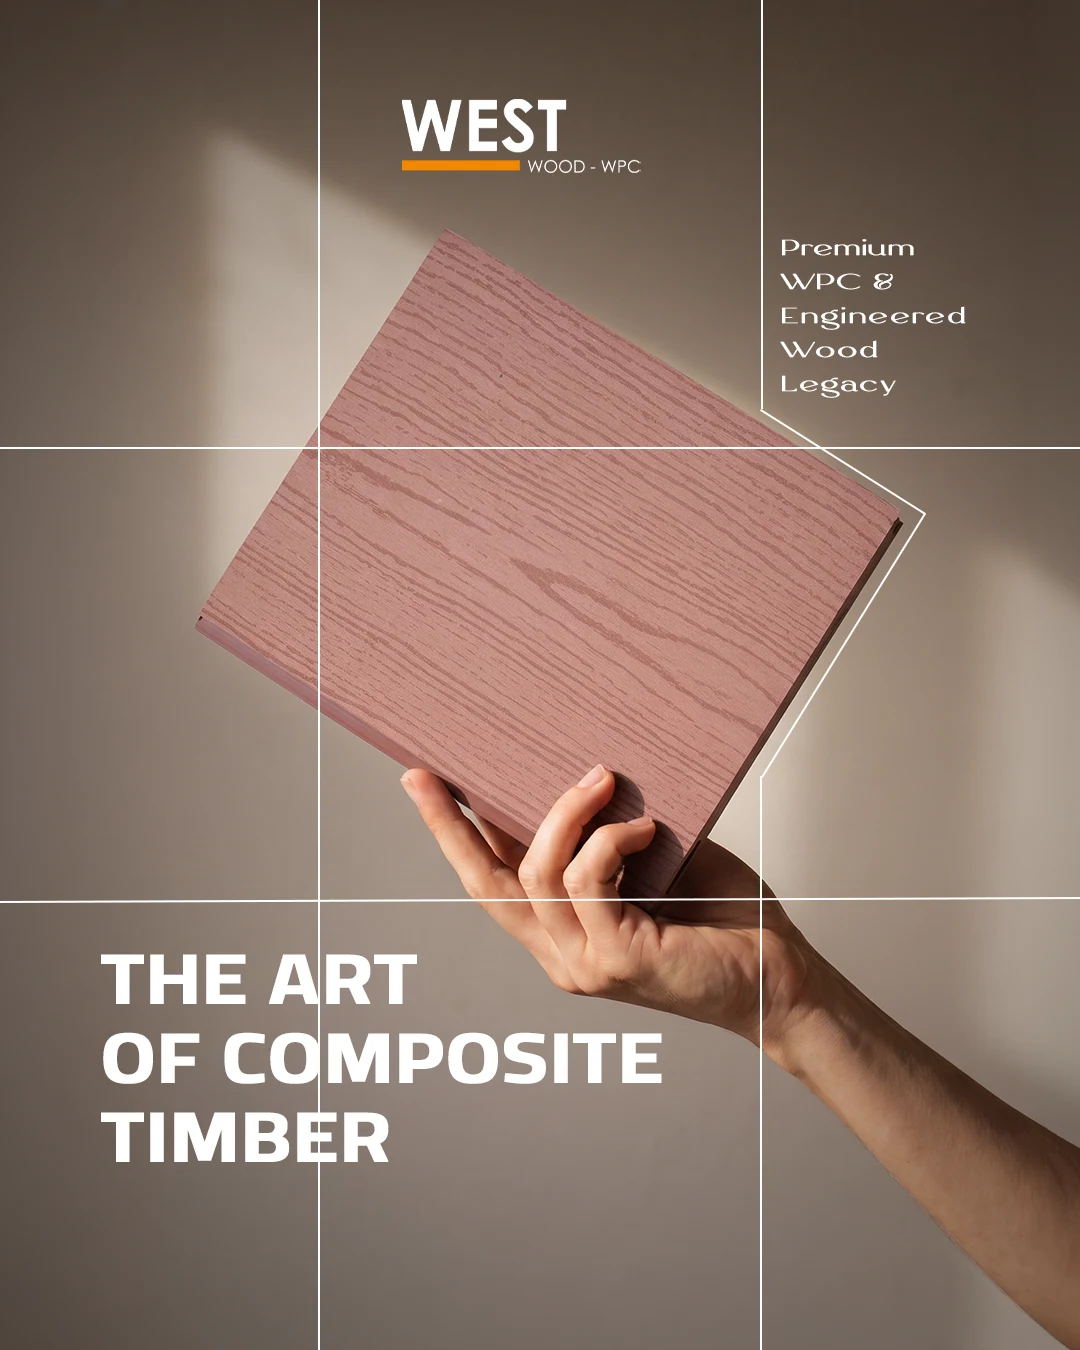 WEST
WOOD - WPC
Premium
WPC &
Engineered
Wood
Legacy
THE ART
OF COMPOSITE
TIMBER